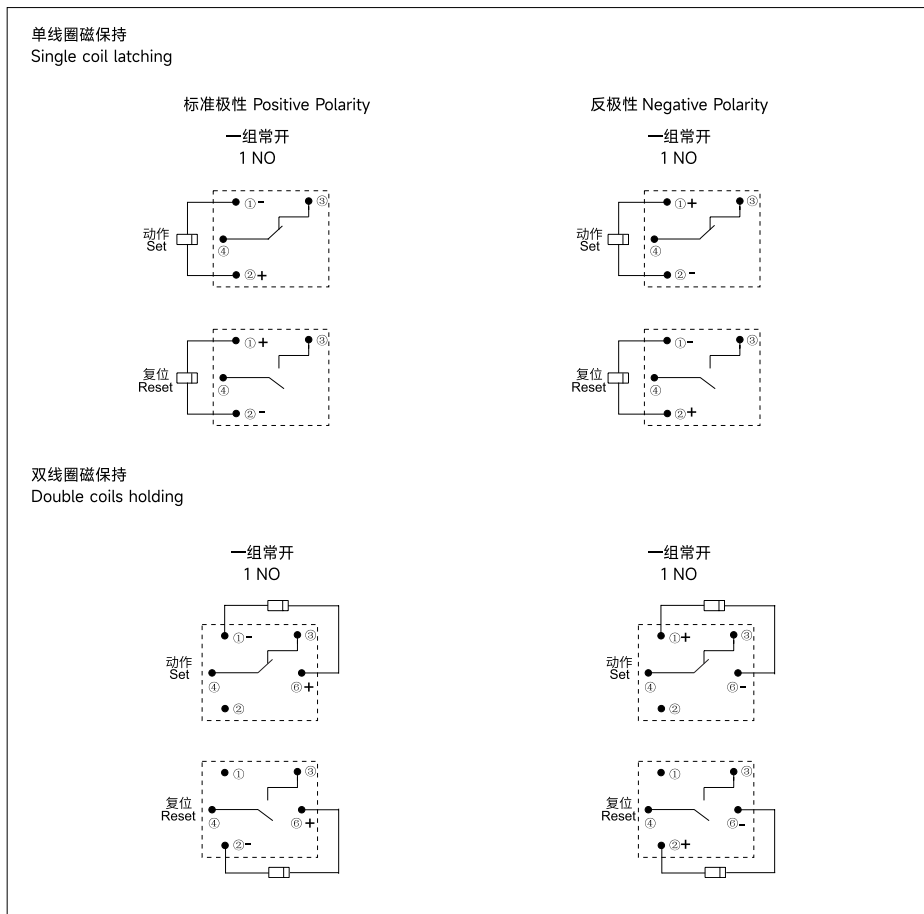 单线圈磁保持
Single coil latching
标准极性 Positive Polarity
反极性 Negative Polarity
一组常开
1 NO
一组常开
1 NO
①-
③
动作
Set
④
②+
①+
③
动作
Set
④
②-
①+
③
复位
Reset
④
②-
①-
③
复位
Reset
④
②+
双线圈磁保持
Double coils holding
一组常开
1 NO
一组常开
1 NO
①-
③
动作
Set
④
⑥+
②
①+
③
动作
Set
④
⑥-
②
①
③
复位
Reset
④
⑥+
②-
①
③
复位
Reset
④
⑥-
②+